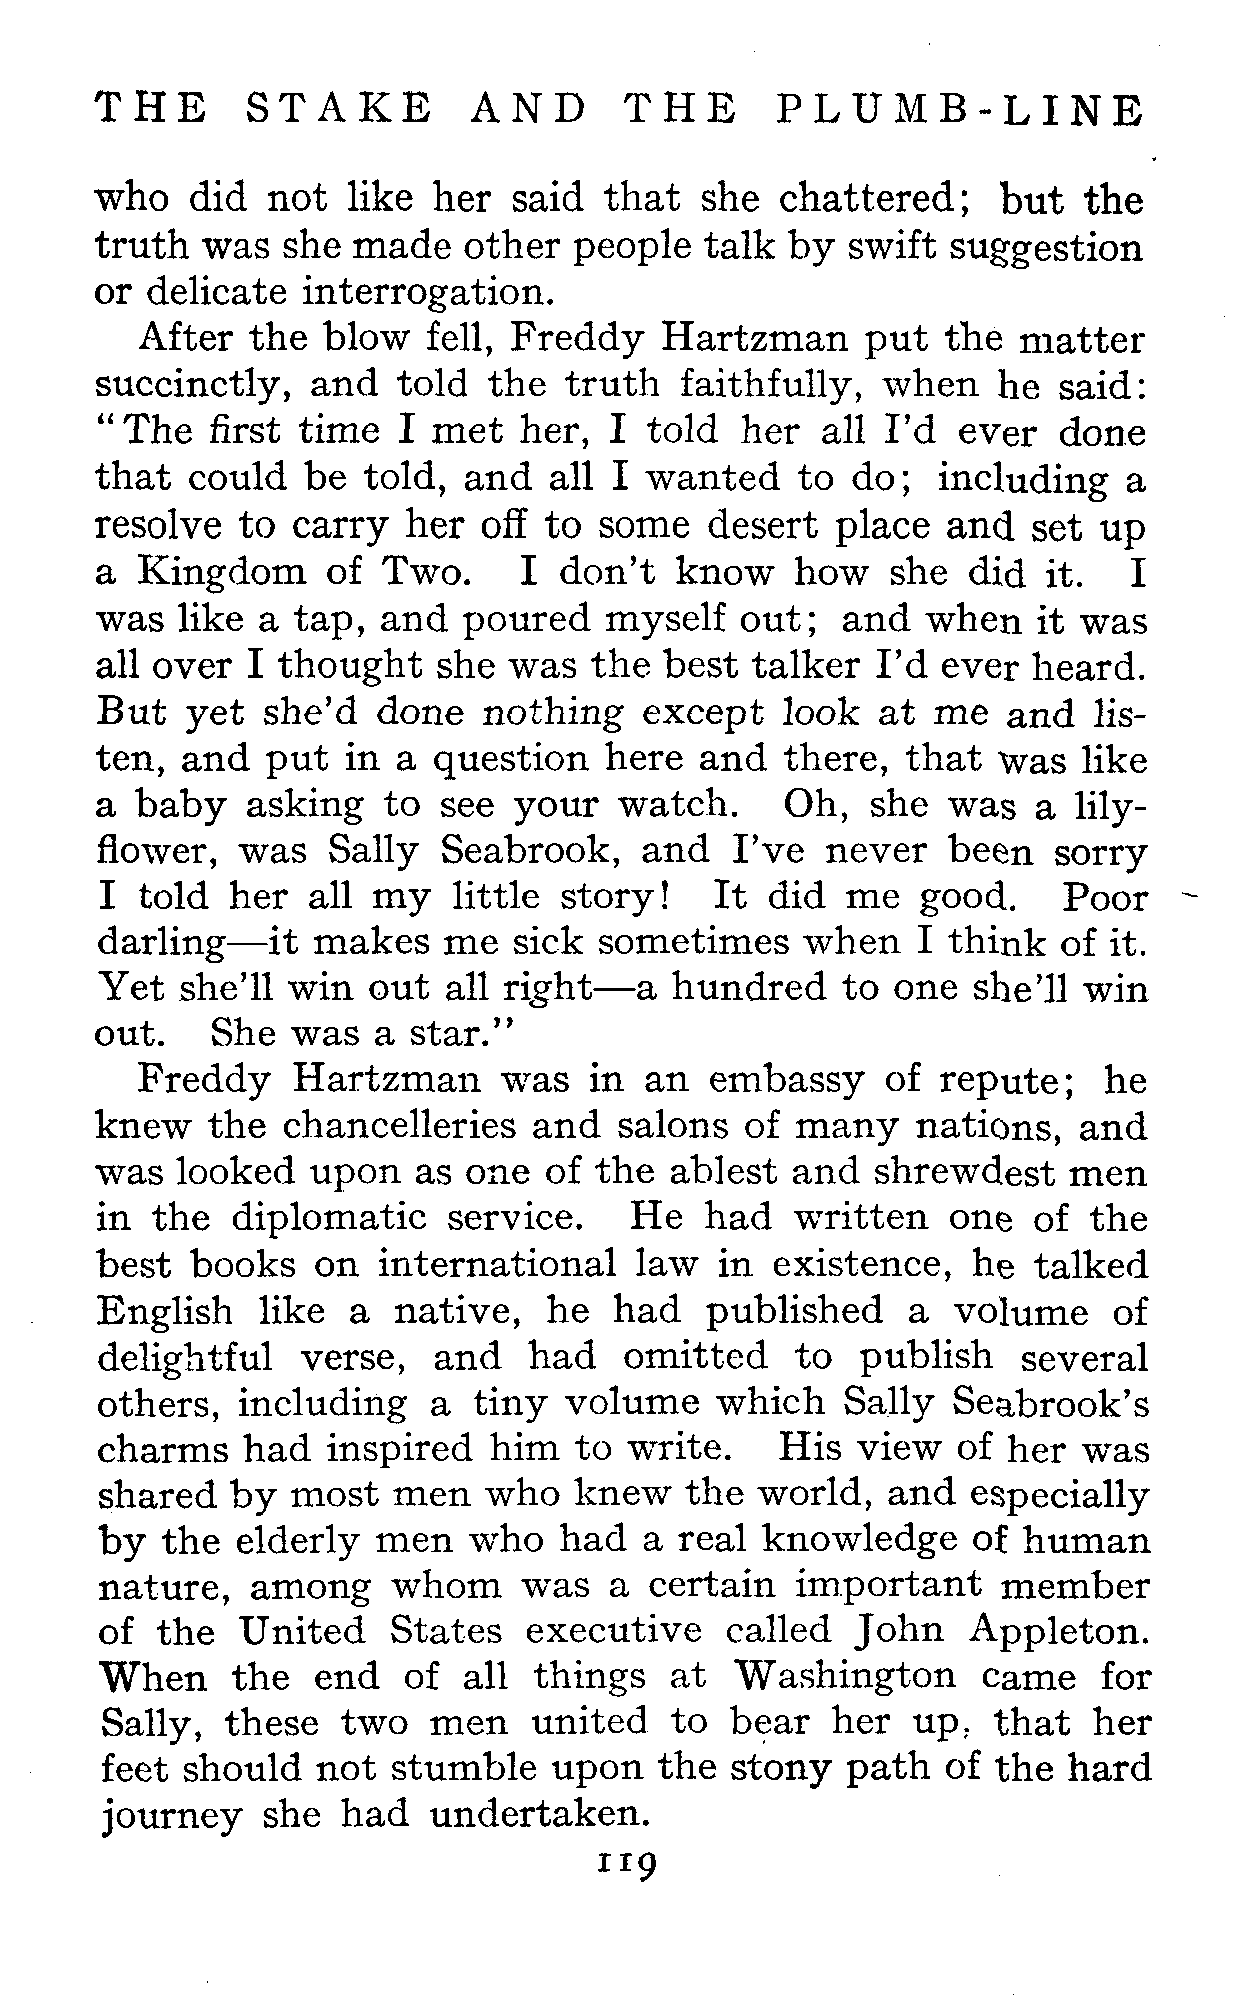 THE STAKE AND THE PLUMB-LINE
who did not like her said that she chattered; but the
truth was she made other people talk by swift suggestion
or delicate interrogation.
After the blow fell, Freddy Hartzman put the matter
succinctly, and told the truth faithfully, when he said:
"The first time I met her, I told her all I'd ever done
that could be told, and all I wanted to do; including a
resolve to carry her off to some desert place and set up
a Kingdom of Two. I don't know how she did it. I
was like a tap, and poured myself out; and when it was
all over I thought she was the best talker I'd ever heard.
But yet she'd done nothing except look at me and lis-
ten, and put in a question here and there, that was like
a baby asking to see your watch. Oh, she was a lily-
flower, was Sally Seabrook, and I've never been sorry
I told her all my little story! It did me good. Poor
darling—it makes me sick sometimes when I think of it.
Yet she'll win out all right—a hundred to one she'll win
out. She was a star."
Freddy Hartzman was in an embassy of repute; he
knew the chancelleries and salons of many nations, and
was looked upon as one of the ablest and shrewdest men
in the diplomatic service. He had written one of the
best books on international law in existence, he talked
English like a native, he had published a volume of
delightful verse, and had omitted to publish several
others, including a tiny volume which Sally Seabrook's
charms had inspired him to write. His view of her was
shared by most men who knew the world, and especially
by the elderly men who had a real knowledge of human
nature, among whom was a certain important member
of the United States executive called John Appleton.
When the end of all things at Washington came for
Sally, these two men united to bear her up, that her
feet should not stumble upon the stony path of the hard
journey she had undertaken.
119